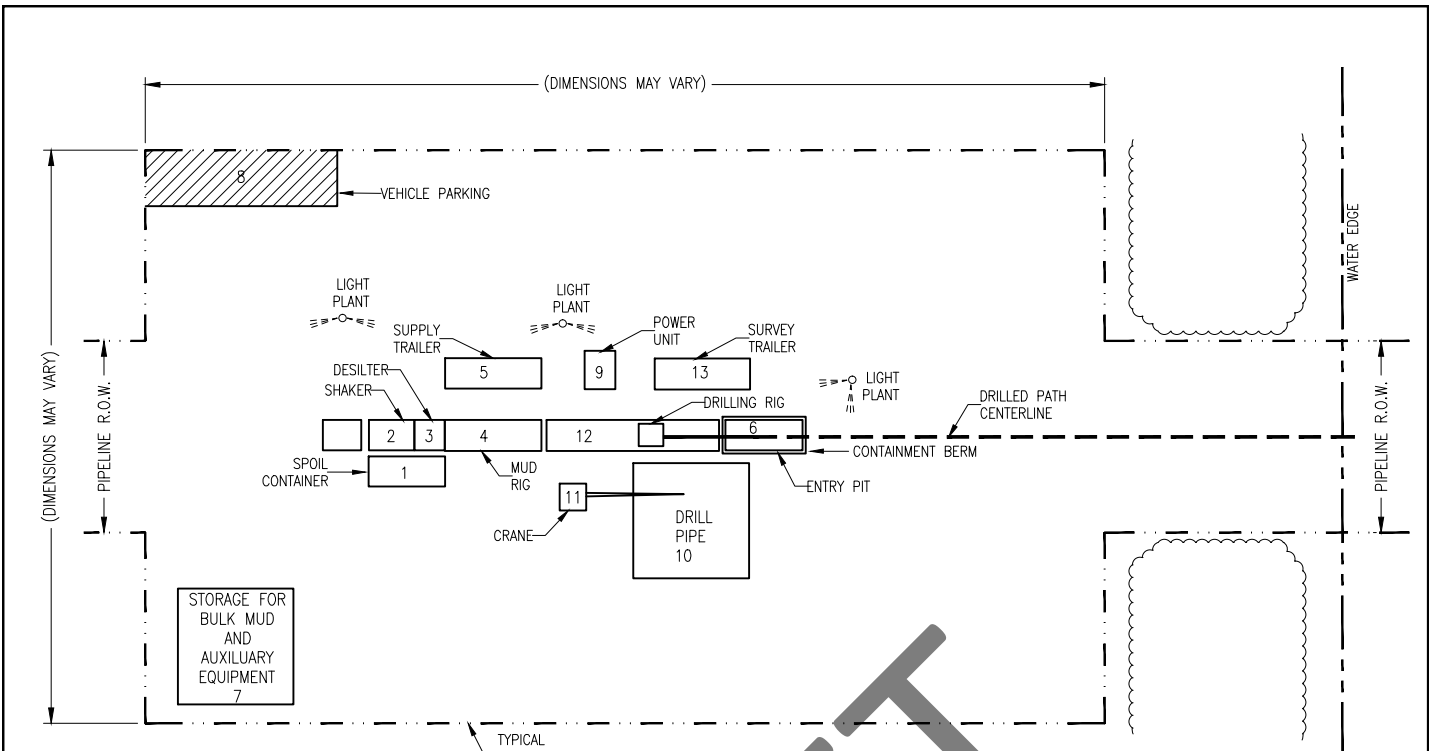 (DIMENSIONS MAY VARY)
8
VEHICLE PARKING
WATER EDGE
LIGHT
PLANT
LIGHT
PLANT
POWER
UNIT
SURVEY
TRAILER
SUPPLY
TRAILER
(DIMENSIONS MAY VARY)
PIPELINE R.O.W.
DESILTER
SHAKER
5
9
13
LIGHT
PLANT
DRILLING RIG
DRILLED PATH
CENTERLINE
PIPELINE R.O.W.
2
3
4
12
6
CONTAINMENT BERM
SPOIL
CONTAINER
1
MUD
RIG
ENTRY PIT
11
CRANE
DRILL
PIPE
10
STORAGE FOR
BULK MUD
AND
AUXILUARY
EQUIPMENT
7
TYPICAL